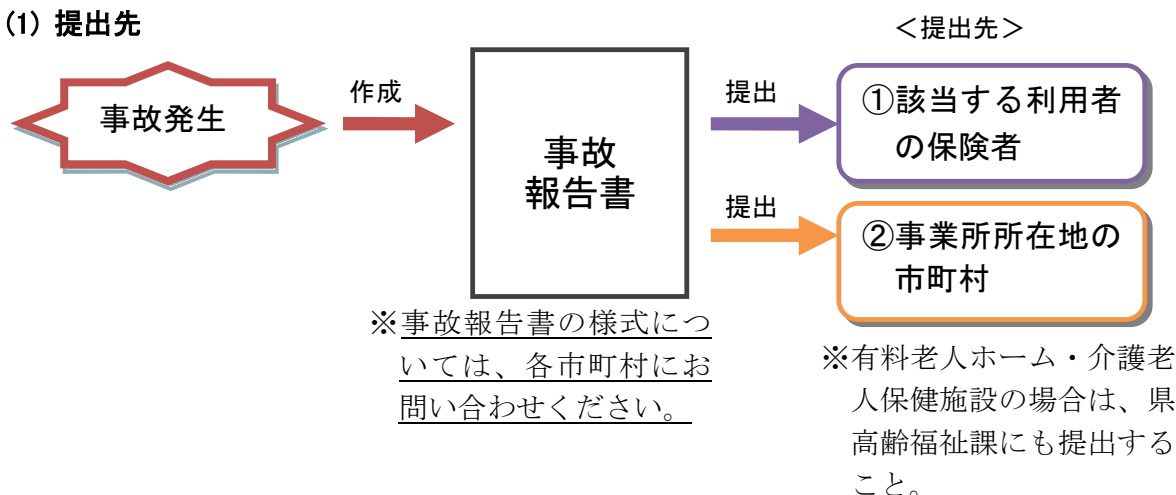 (1) 提出先
＜提出先＞
事故発生
作成
事故
報告書
提出
①該当する利用者
の保険者
提出
②事業所所在地の
市町村
※事故報告書の様式につ
いては、各市町村にお
問い合わせください。
※有料老人ホーム・介護老
人保健施設の場合は、県
高齢福祉課にも提出する
こと。